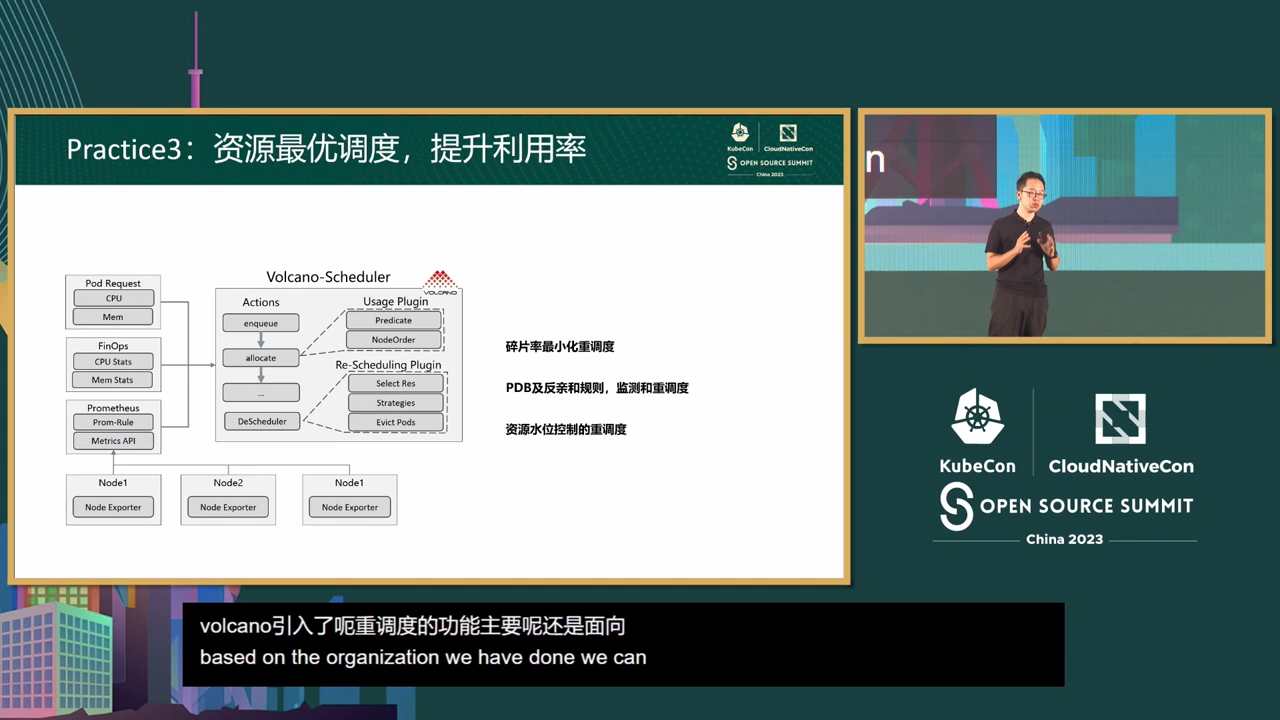 Practice3：资源最优调度，提升利用率
KubeCon
CloudNativeCon
OPEN SOURCE SUMMIT
China 2023
n
Volcano-Scheduler
VOLCANO
Pod Request
CPU
Mem
FinOps
CPU Stats
Mem Stats
Prometheus
Prom-Rule
Metrics API
Actions
enqueue
allocate
...
DeScheduler
Usage Plugin
Predicate
NodeOrder
Re-Scheduling Plugin
Select Res
Strategies
Evict Pods
Node1
Node Exporter
Node2
Node Exporter
Node1
Node Exporter
碎片率最小化重调度
PDB及反亲和规则，监测和重调度
资源水位控制的重调度
KubeCon
CloudNativeCon
OPEN SOURCE SUMMIT
China 2023
volcano引入了呃重调度的功能主要呢还是面向
based on the organization we have done we can